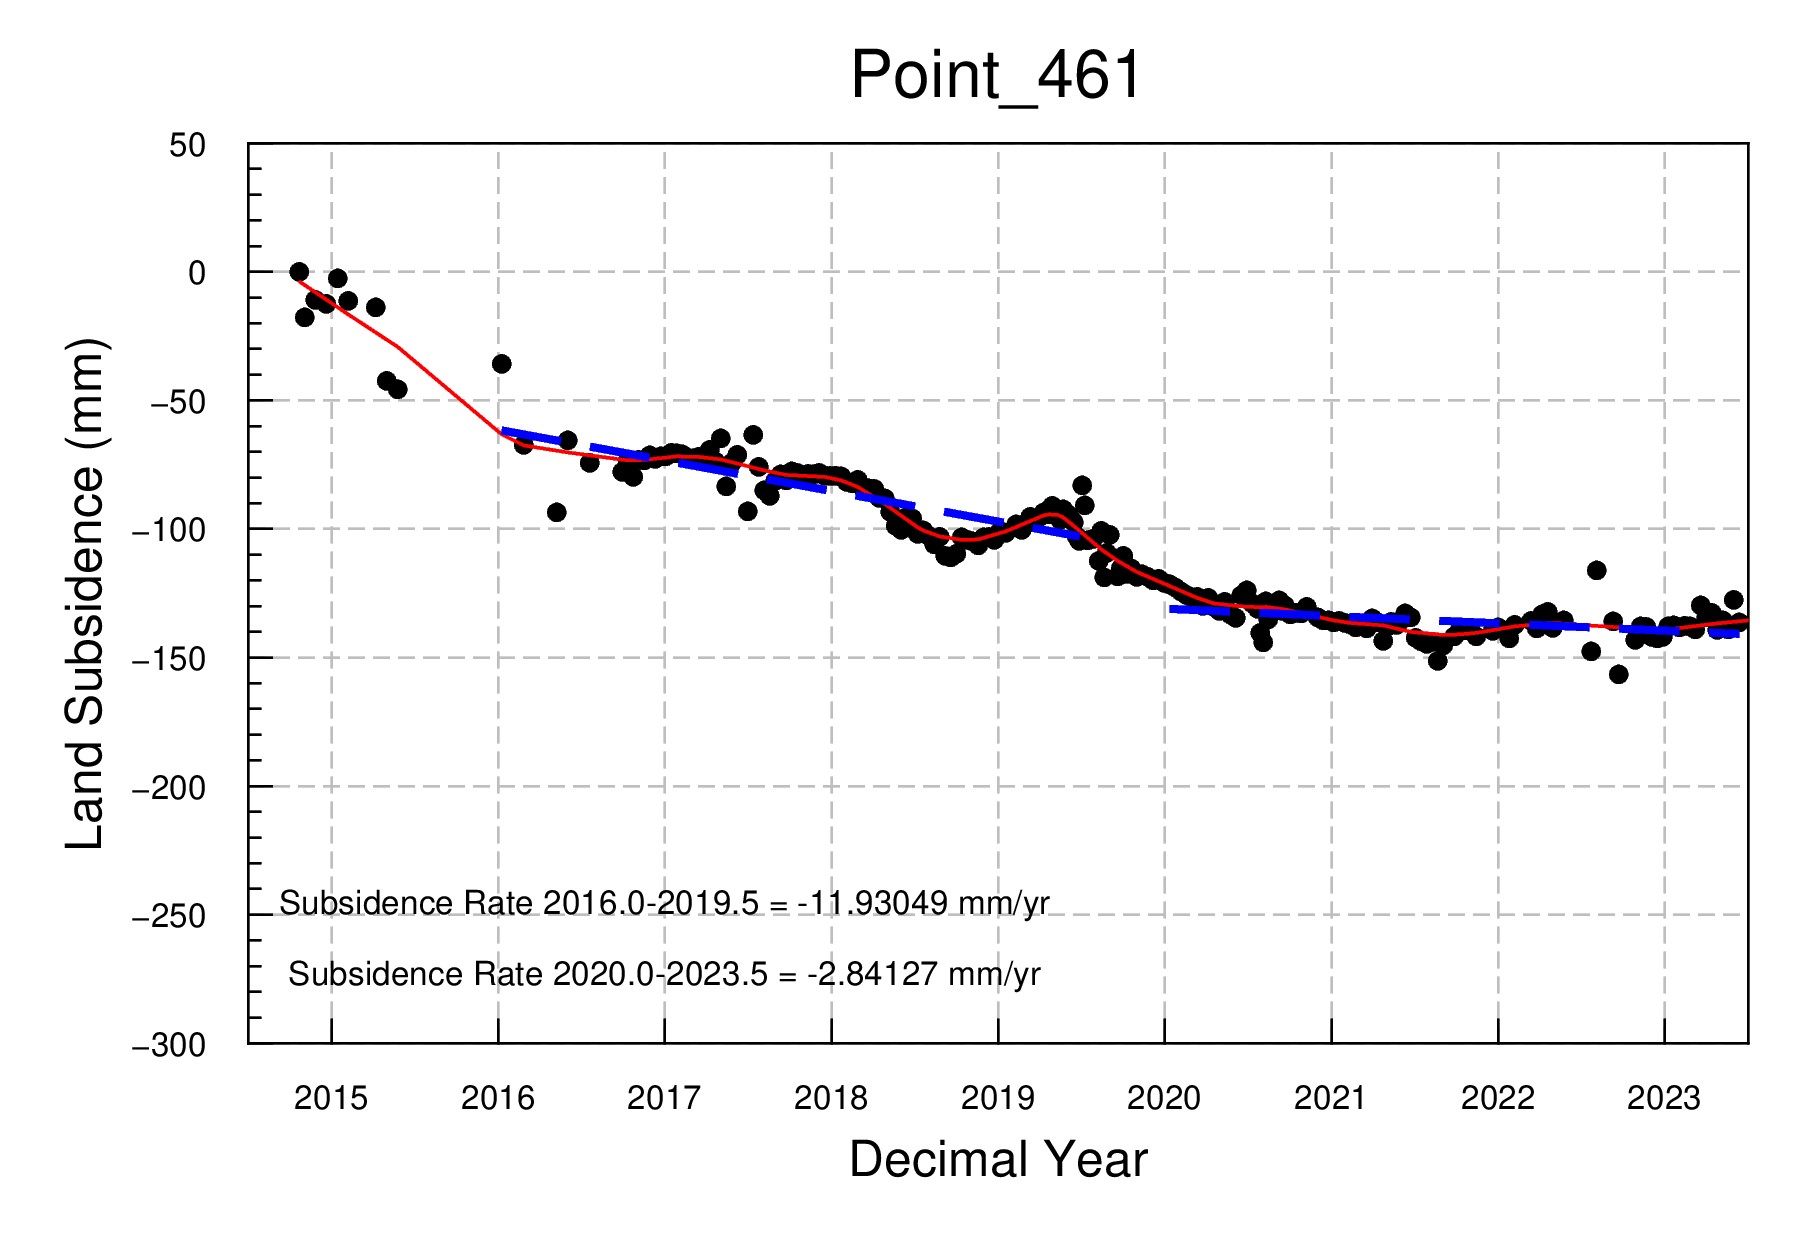 Point_461
50
0
−50
−100
−150
−200
−250
−300
Land Subsidence (mm)
Subsidence Rate 2016.0-2019.5 = -11.93049 mm/yr
Subsidence Rate 2020.0-2023.5 = -2.84127 mm/yr
2015 2016 2017 2018 2019 2020 2021 2022 2023
Decimal Year